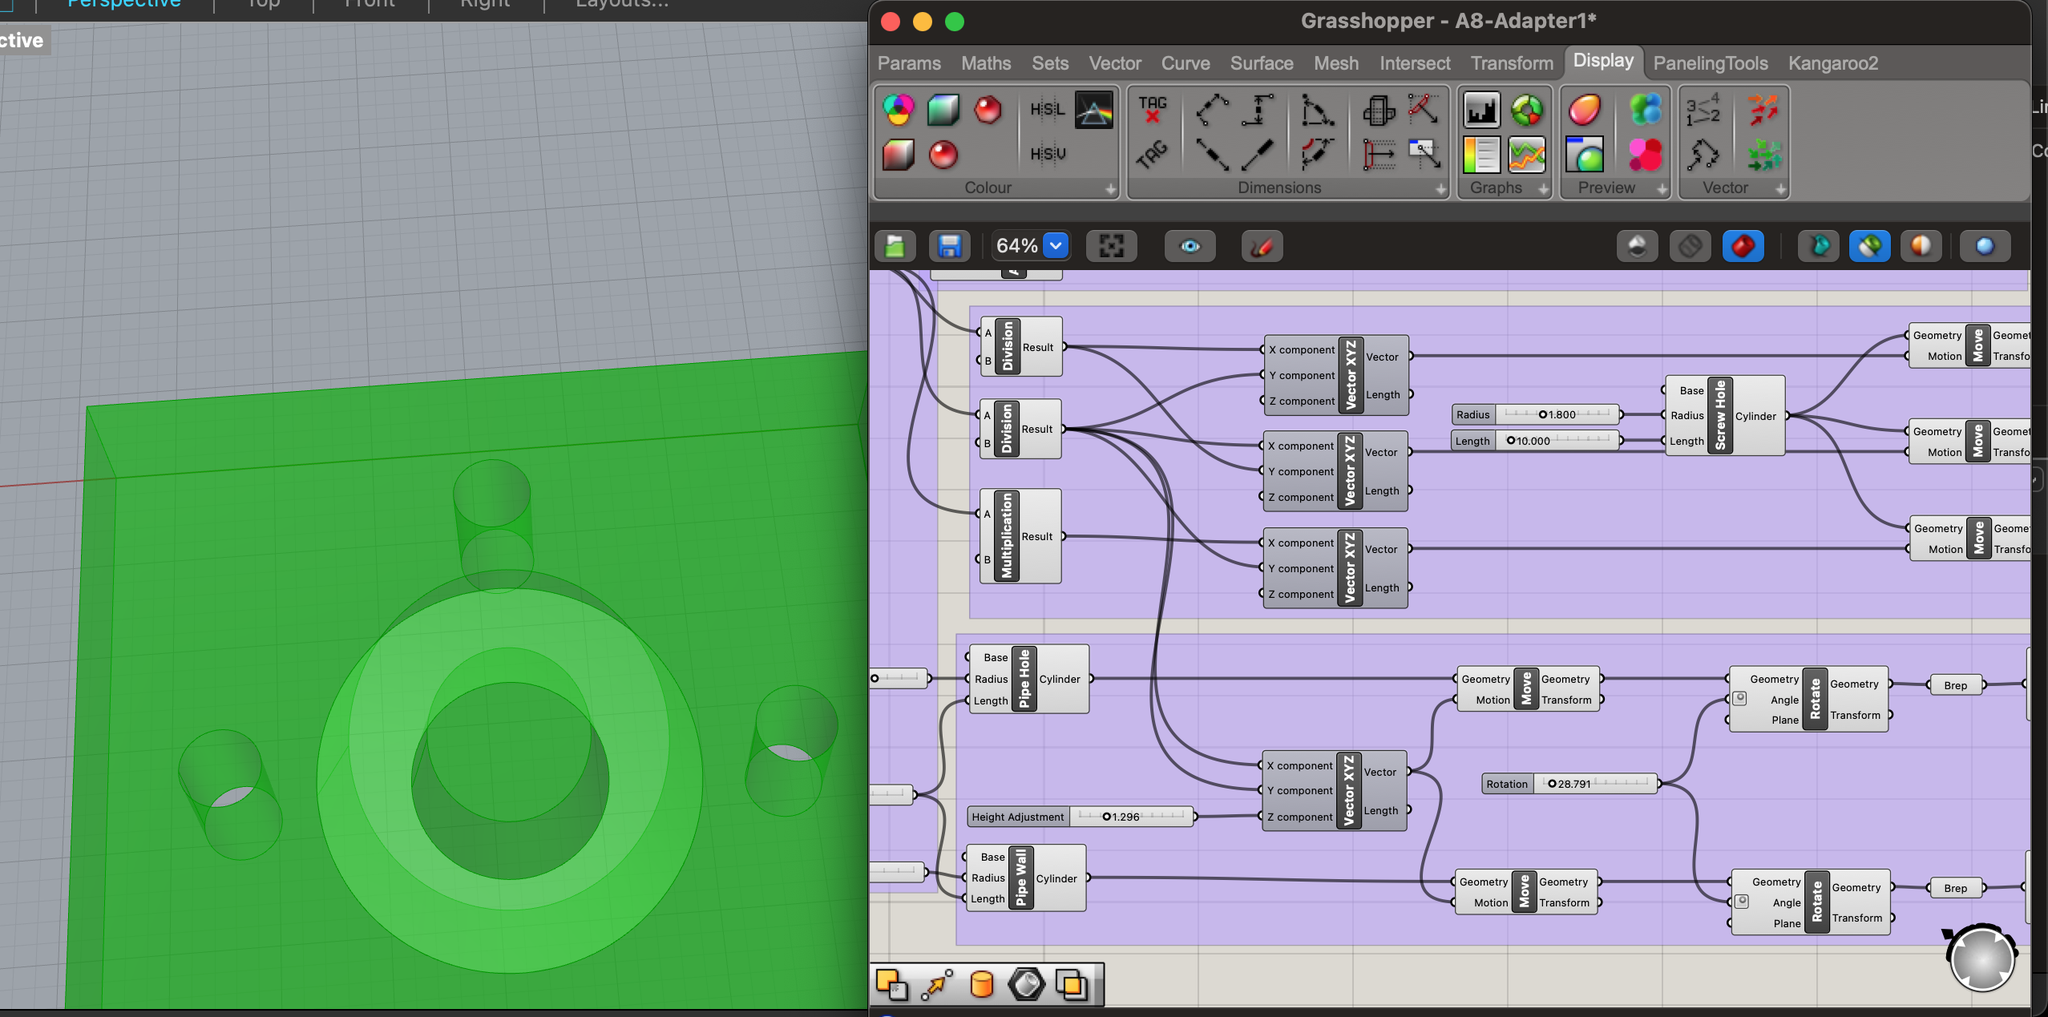 Perspective
Top
Front
Right
Layouts...
ctive
Grasshopper - A8-Adapter1*
Params Maths Sets Vector Curve Surface Mesh Intersect Transform Display PanelingTools Kangaroo2
HSL
TAG
HSV
TAG
Colour
Dimensions
Graphs
Preview
Vector
64%
A
B
Division
Result
A
B
Division
Result
A
B
Multiplication
Result
X component
Y component
Z component
Vector XYZ
Vector
Length
X component
Y component
Z component
Vector XYZ
Vector
Length
X component
Y component
Z component
Vector XYZ
Vector
Length
Radius 1.800
Length 10.000
Base
Radius
Length
Screw Hole
Cylinder
Geometry
Motion
Move
Geomet
Transfo
Geometry
Motion
Move
Geomet
Transfo
Geometry
Motion
Move
Geomet
Transfo
Base
Radius
Length
Pipe Hole
Cylinder
Geometry
Motion
Move
Geometry
Transform
Geometry
Angle
Plane
Rotate
Geometry
Transform
Brep
X component
Y component
Z component
Vector XYZ
Vector
Length
Rotation 28.791
Height Adjustment 1.296
Base
Radius
Length
Pipe Wall
Cylinder
Geometry
Motion
Move
Geometry
Transform
Geometry
Angle
Plane
Rotate
Geometry
Transform
Brep